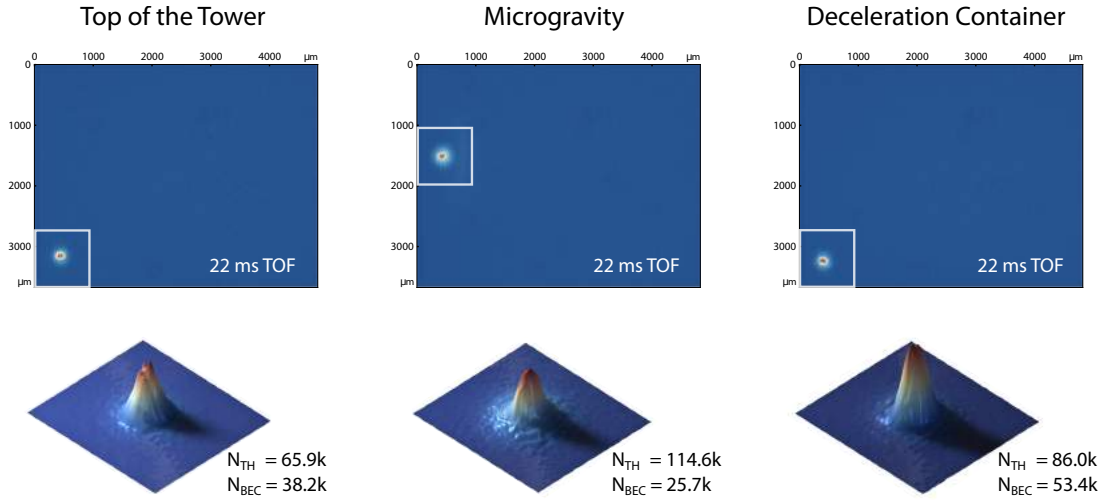 Top of the Tower
Microgravity
Deceleration Container
0 1000 2000 3000 4000 µm
0 1000 2000 3000 4000 µm
0 1000 2000 3000 4000 µm
0
1000
2000
3000
µm
22 ms TOF
0
1000
2000
3000
µm
22 ms TOF
0
1000
2000
3000
µm
22 ms TOF
N_TH = 65.9k
N_BEC = 38.2k
N_TH = 114.6k
N_BEC = 25.7k
N_TH = 86.0k
N_BEC = 53.4k